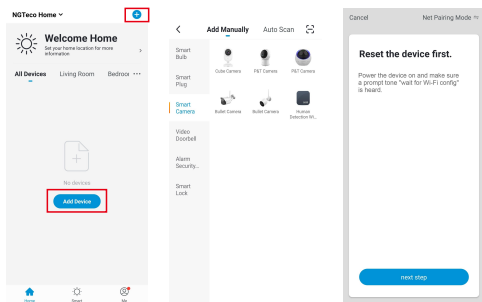 NGTeco Home
Welcome Home
Set your home location for more
information
All Devices Living Room Bedroo ...
No devices
Add Device
Home Smart Me
Add Manually Auto Scan
Smart
Bulb
Smart
Plug
Smart
Camera
Video
Doorbell
Alarm
Security...
Smart
Lock
Cube Camera P&T Camera P&T Camera
Bullet Camera Bullet Camera Human
Detection Wi...
Cancel Net Pairing Mode
Reset the device first.
Power the device on and make sure
a prompt tone "wait for Wi-Fi config"
is heard.
next step